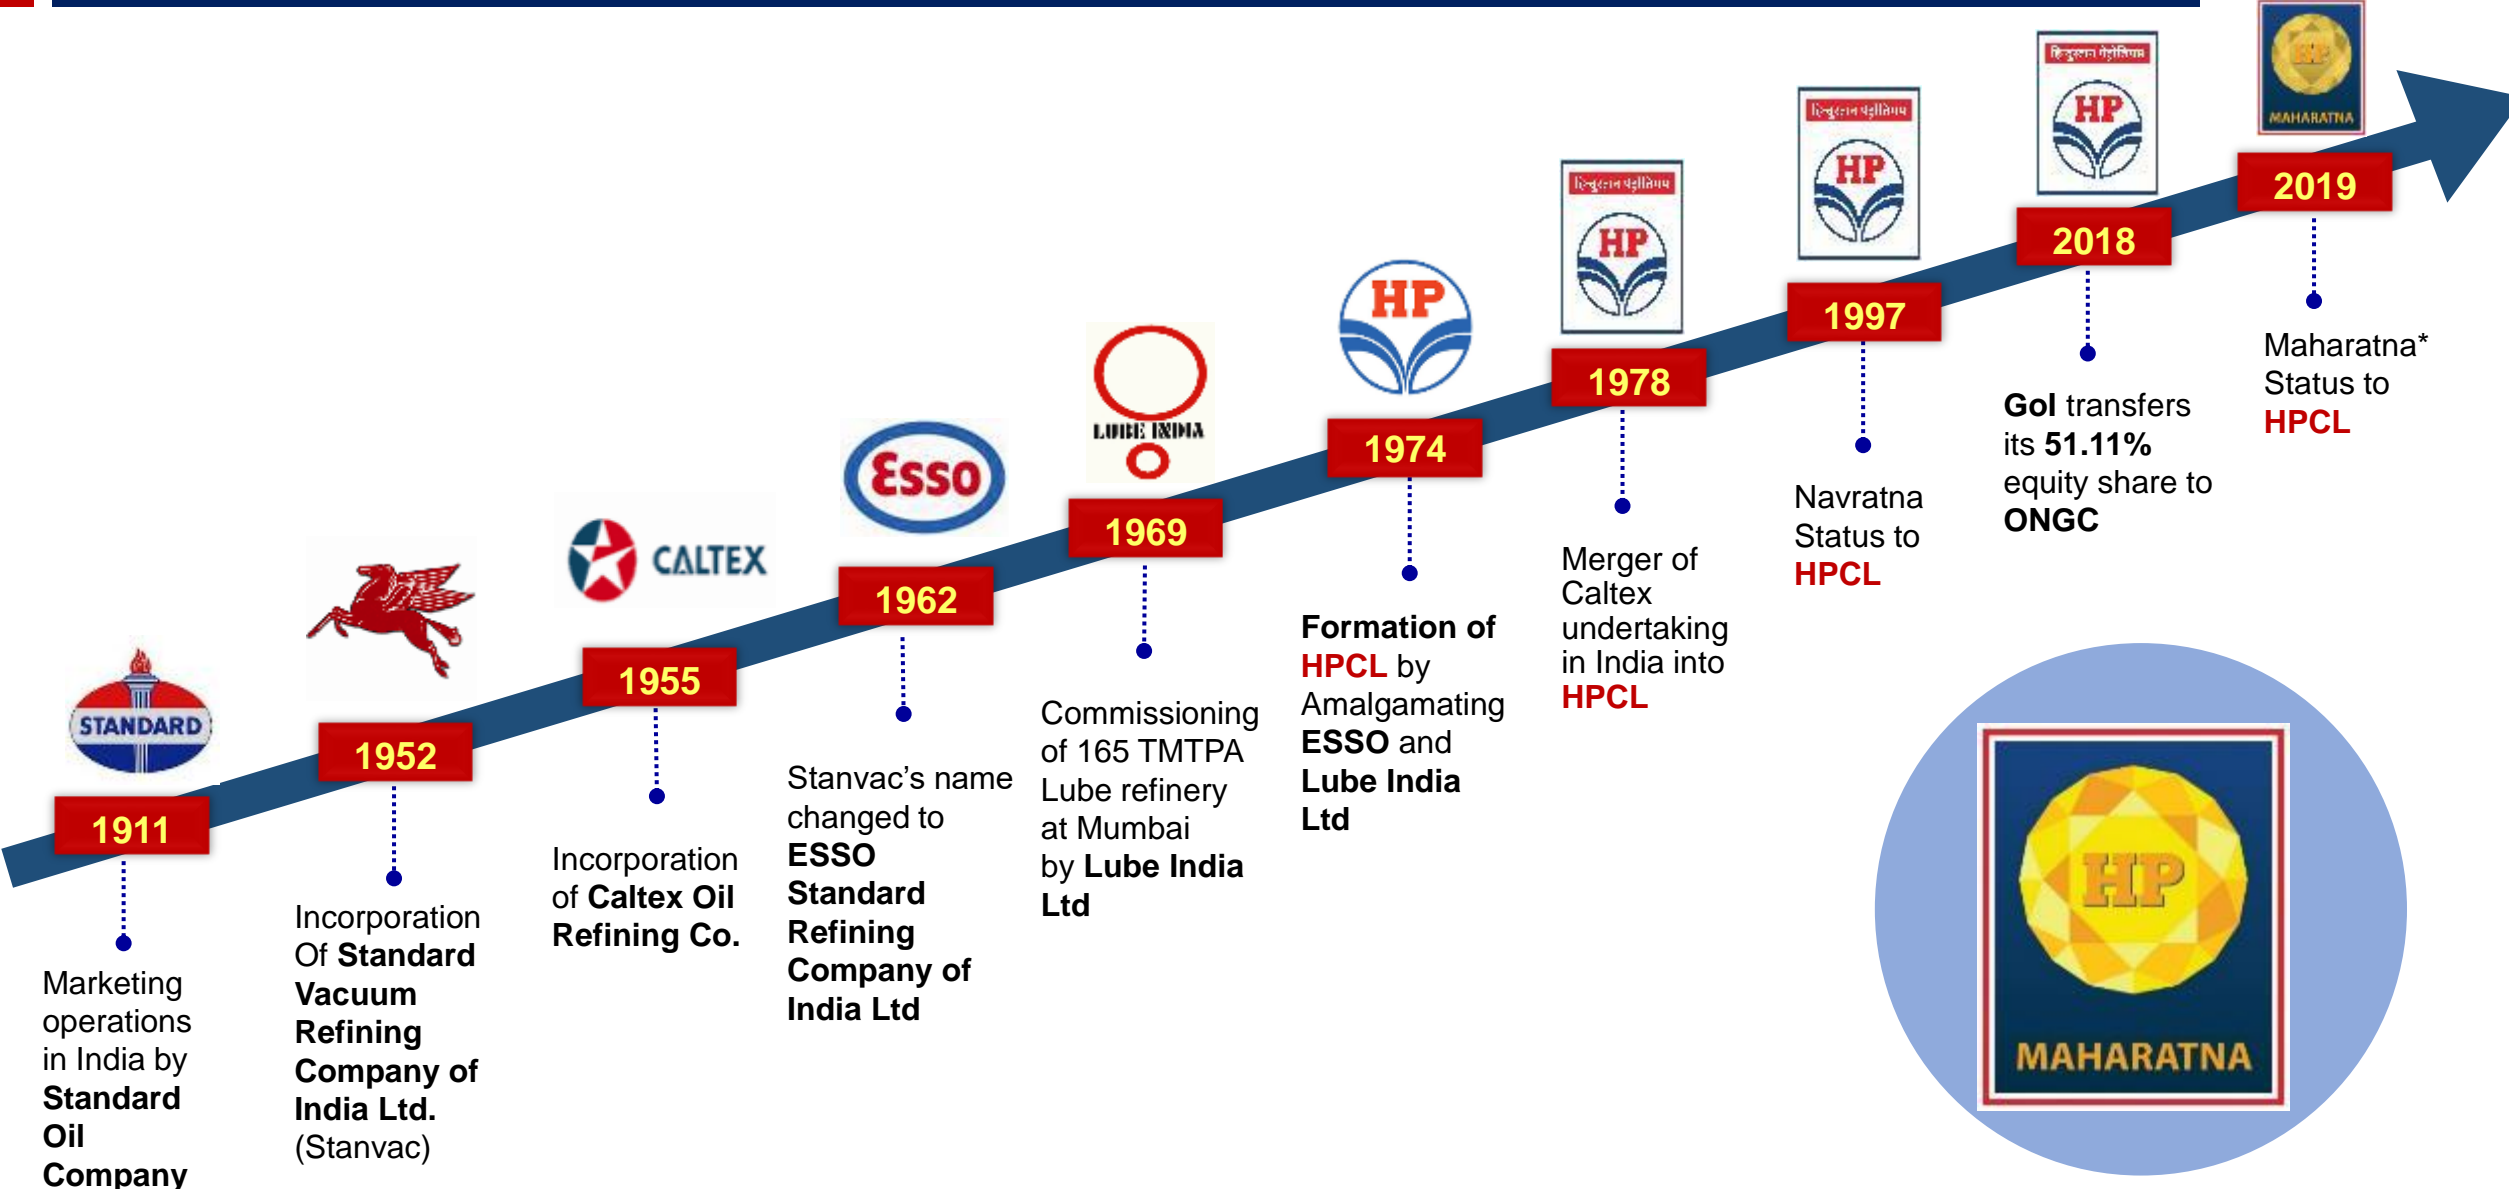 STANDARD
1911
Marketing
operations
in India by
Standard
Oil
Company
1952
Incorporation
Of Standard
Vacuum
Refining
Company of
India Ltd.
(Stanvac)
CALTEX
1955
Incorporation
of Caltex Oil
Refining Co.
Esso
1962
Stanvac’s name
changed to
ESSO
Standard
Refining
Company of
India Ltd
LUBE INDIA
1969
Commissioning
of 165 TMTPA
Lube refinery
at Mumbai
by Lube India
Ltd
HP
1974
Formation of
HPCL by
Amalgamating
ESSO and
Lube India
Ltd
हिन्दुस्तान पेट्रोलियम
HP
1978
Merger of
Caltex
undertaking
in India into
HPCL
हिन्दुस्तान पेट्रोलियम
HP
1997
Navratna
Status to
HPCL
हिन्दुस्तान पेट्रोलियम
HP
2018
GoI transfers
its 51.11%
equity share to
ONGC
HP
MAHARATNA
2019
Maharatna*
Status to
HPCL
HP
MAHARATNA